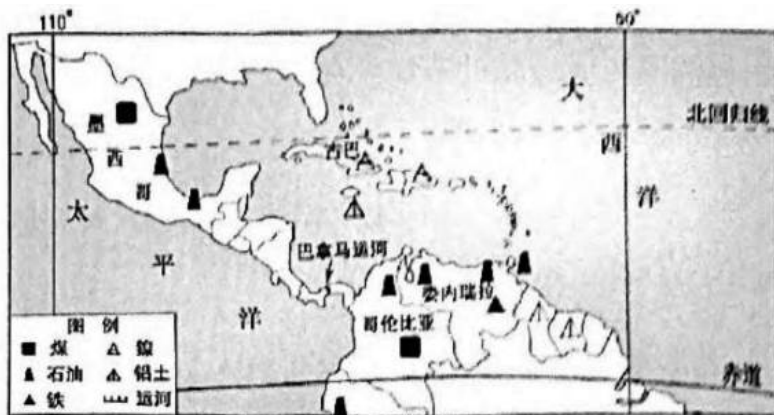 110°
60°
大西洋
北回归线
墨西哥
古巴
太平洋
巴拿马运河
委内瑞拉
哥伦比亚
赤道
图 例
煤
镍
石油
铝土
铁
运河